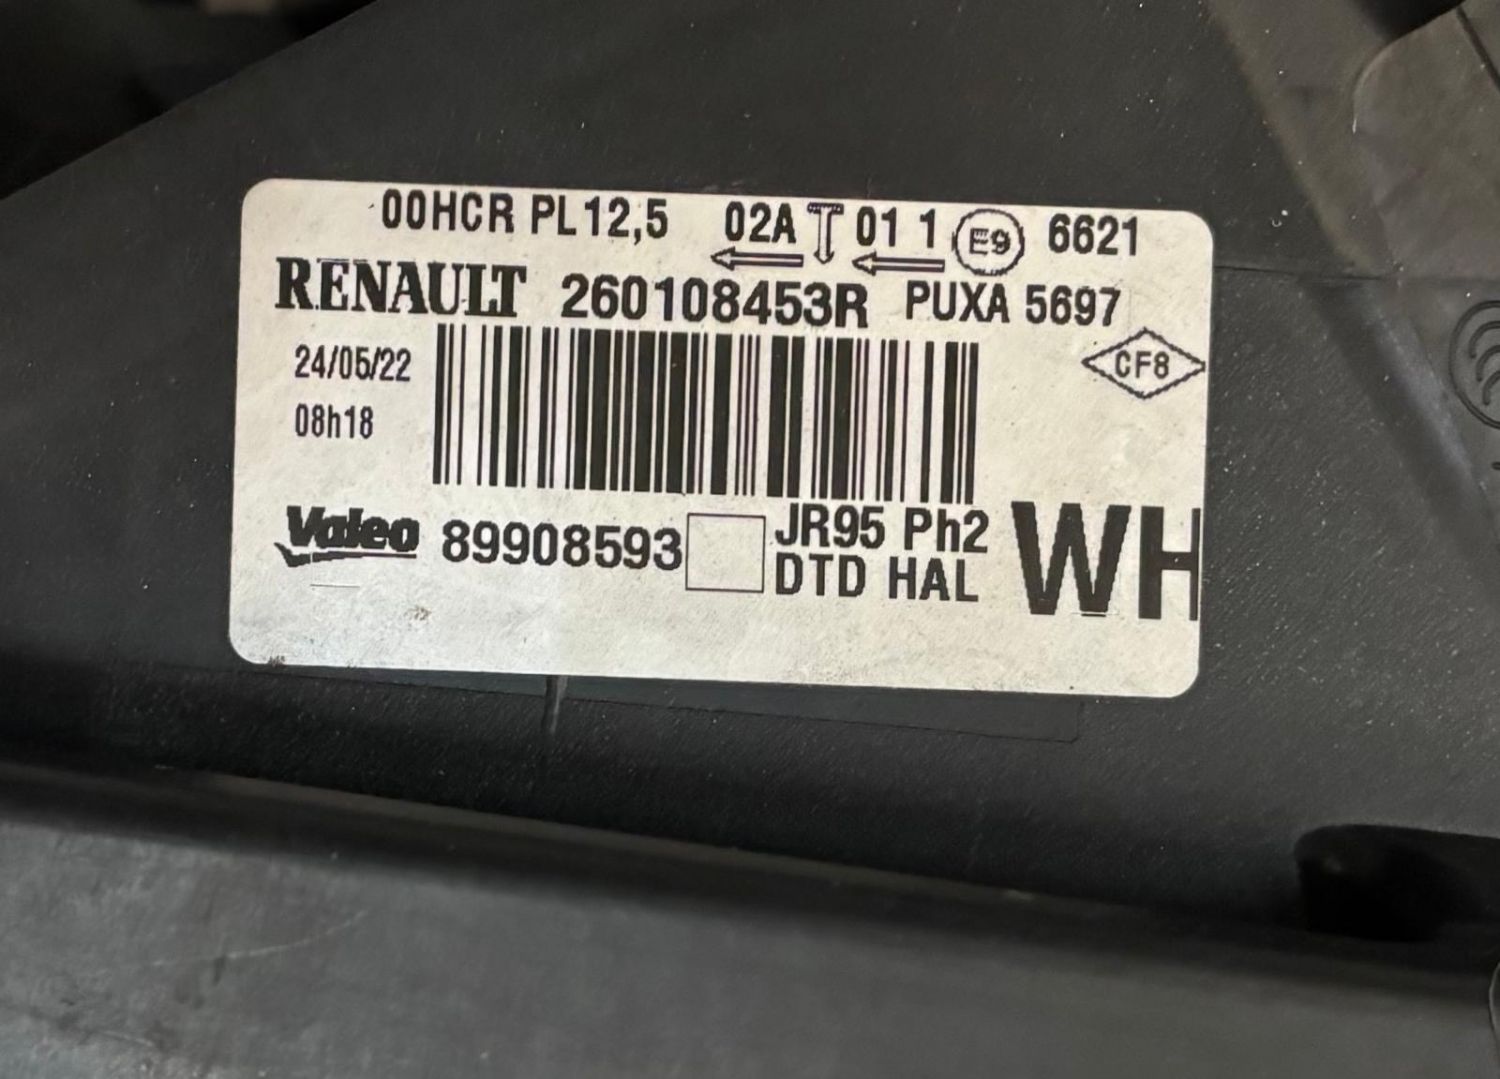 00HCR PL12,5 02A 01 1 E9 6621
RENAULT 260108453R PUXA 5697
24/05/22
08h18
CF8
Valeo 89908593 JR95 Ph2
DTD HAL
WH